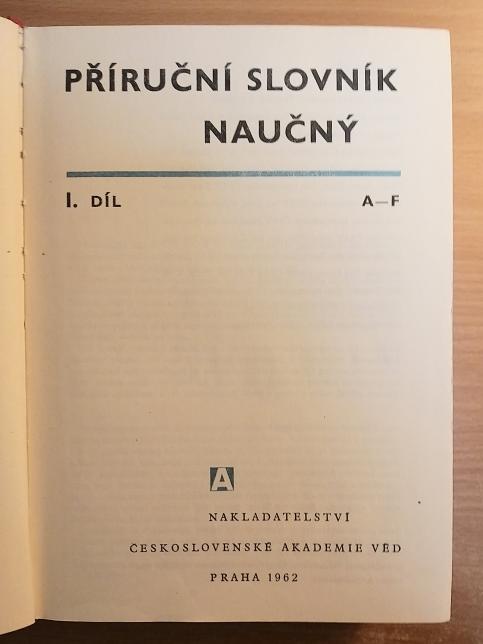 PŘÍRUČNÍ SLOVNÍK
NAUČNÝ
I. DÍL A—F
A
NAKLADATELSTVÍ
ČESKOSLOVENSKÉ AKADEMIE VĚD
PRAHA 1962